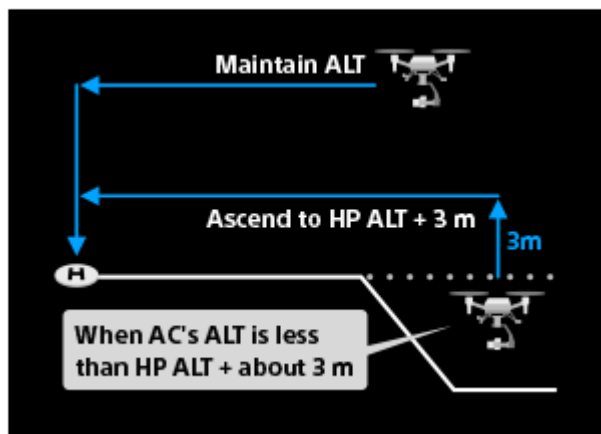 Maintain ALT
Ascend to HP ALT + 3 m
3m
H
When AC's ALT is less
than HP ALT + about 3 m